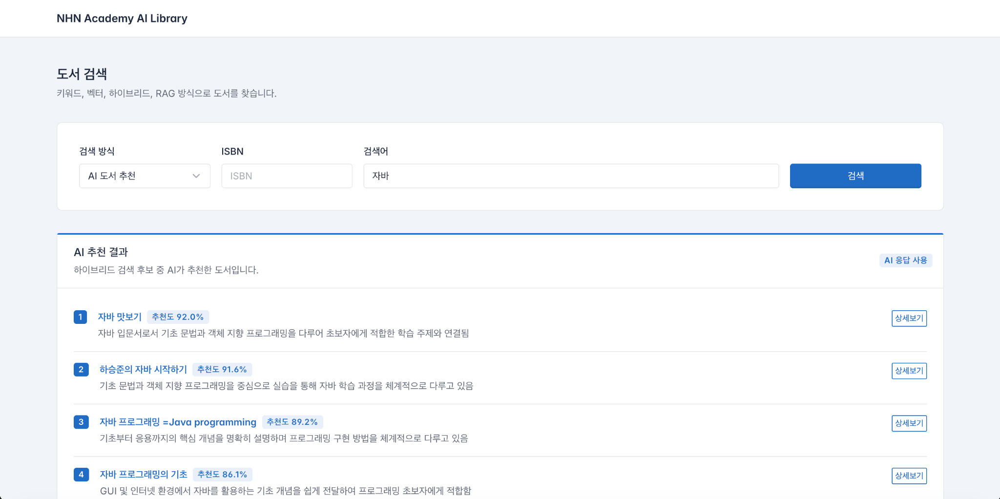 NHN Academy AI Library
도서 검색
키워드, 벡터, 하이브리드, RAG 방식으로 도서를 찾습니다.
검색 방식
ISBN
검색어
AI 도서 추천
ISBN
자바
검색
AI 추천 결과
하이브리드 검색 후보 중 AI가 추천한 도서입니다.
AI 응답 사용
1 자바 맛보기 추천도 92.0% 상세보기
자바 입문서로서 기초 문법과 객체 지향 프로그래밍을 다루어 초보자에게 적합한 학습 주제와 연결됨
2 하승준의 자바 시작하기 추천도 91.6% 상세보기
기초 문법과 객체 지향 프로그래밍을 중심으로 실습을 통해 자바 학습 과정을 체계적으로 다루고 있음
3 자바 프로그래밍 =Java programming 추천도 89.2% 상세보기
기초부터 응용까지의 핵심 개념을 명확히 설명하며 프로그래밍 구현 방법을 체계적으로 다루고 있음
4 자바 프로그래밍의 기초 추천도 86.1% 상세보기
GUI 및 인터넷 환경에서 자바를 활용하는 기초 개념을 쉽게 전달하여 프로그래밍 초보자에게 적합함